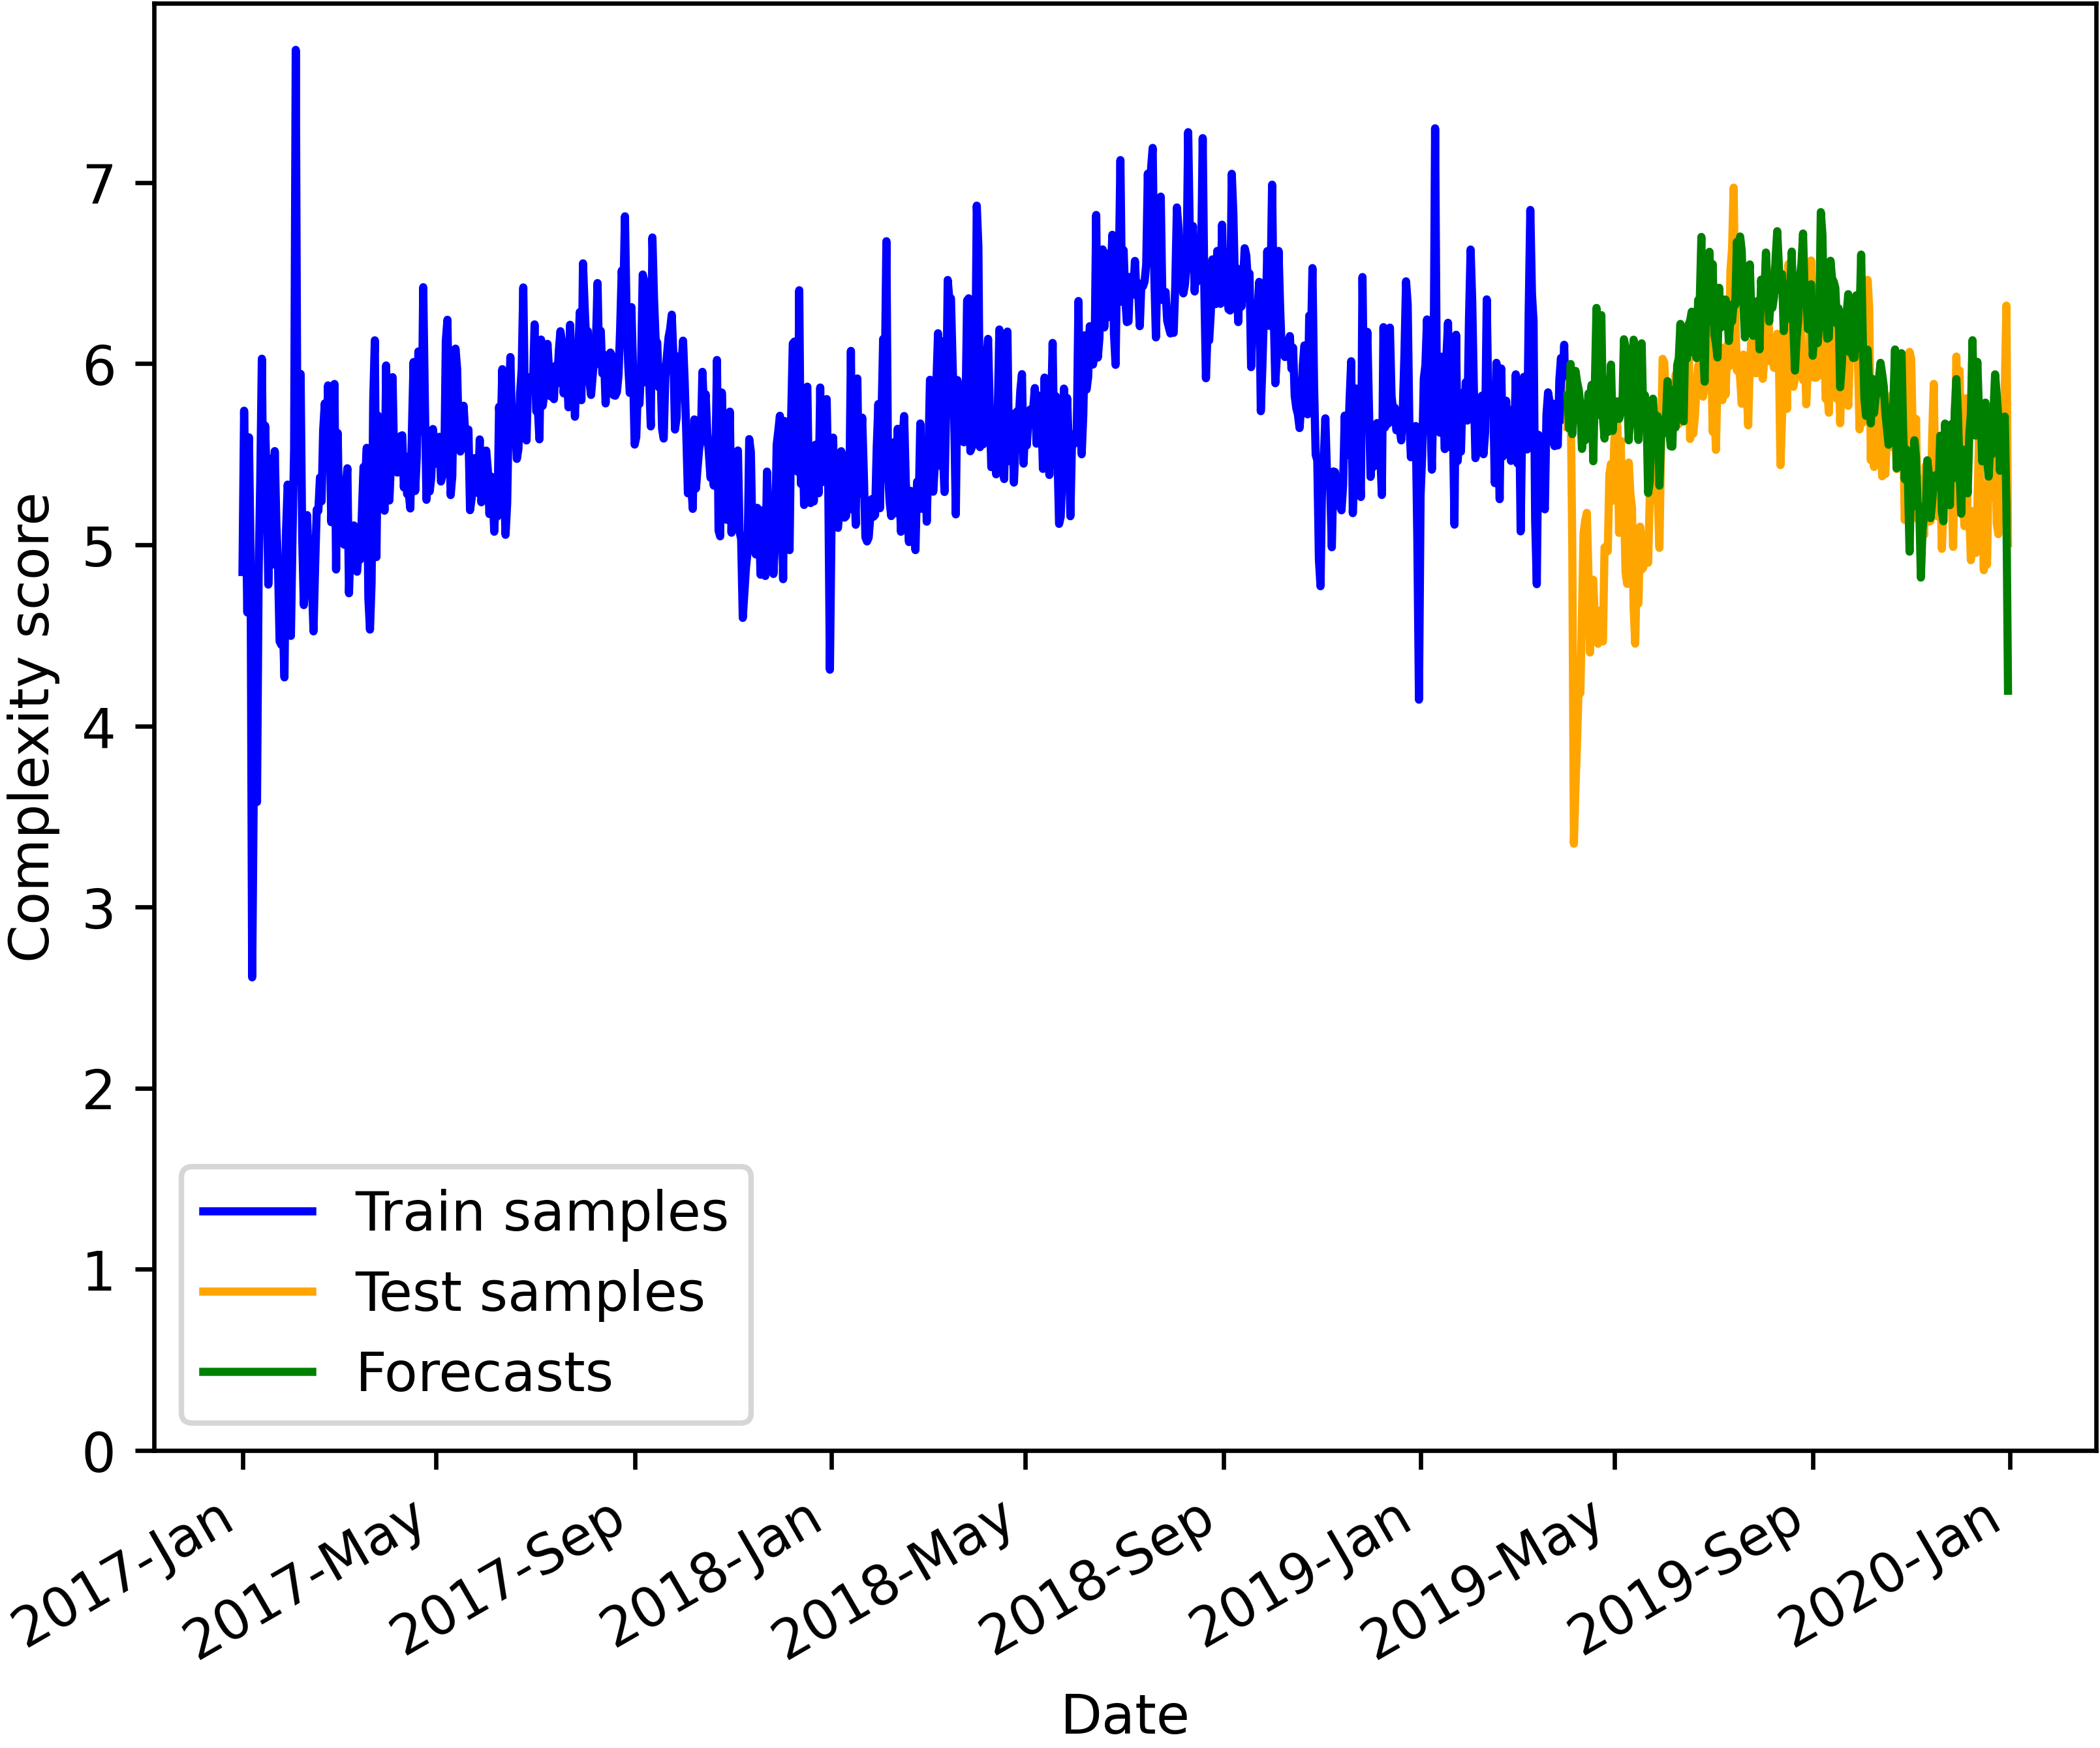 Complexity score
7
6
5
4
3
2
1
0
Train samples
Test samples
Forecasts
2017-Jan
2017-May
2017-Sep
2018-Jan
2018-May
2018-Sep
2019-Jan
2019-May
2019-Sep
2020-Jan
Date